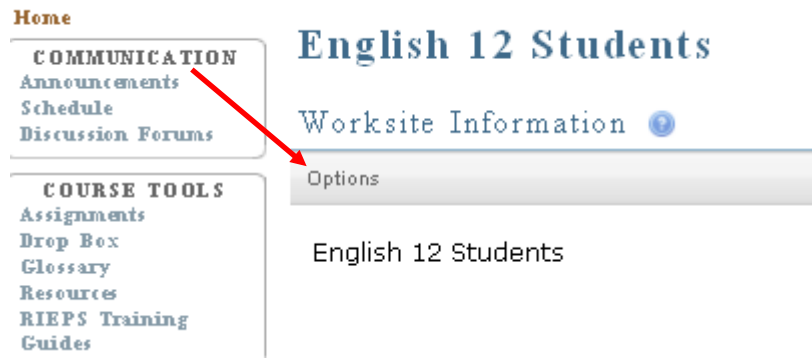 Home
COMMUNICATION
Announcements
Schedule
Discussion Forums
COURSE TOOLS
Assignments
Drop Box
Glossary
Resources
RIEPS Training
Guides
English 12 Students
Worksite Information
Options
English 12 Students